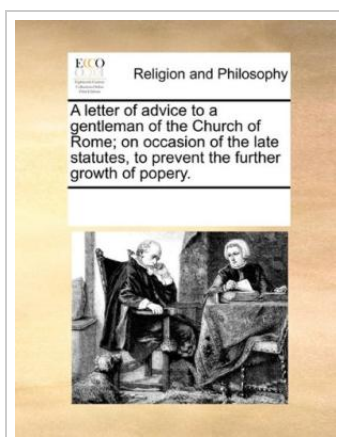 ECCO
Religion and Philosophy
A letter of advice to a
gentleman of the Church of
Rome; on occasion of the late
statutes, to prevent the further
growth of popery.